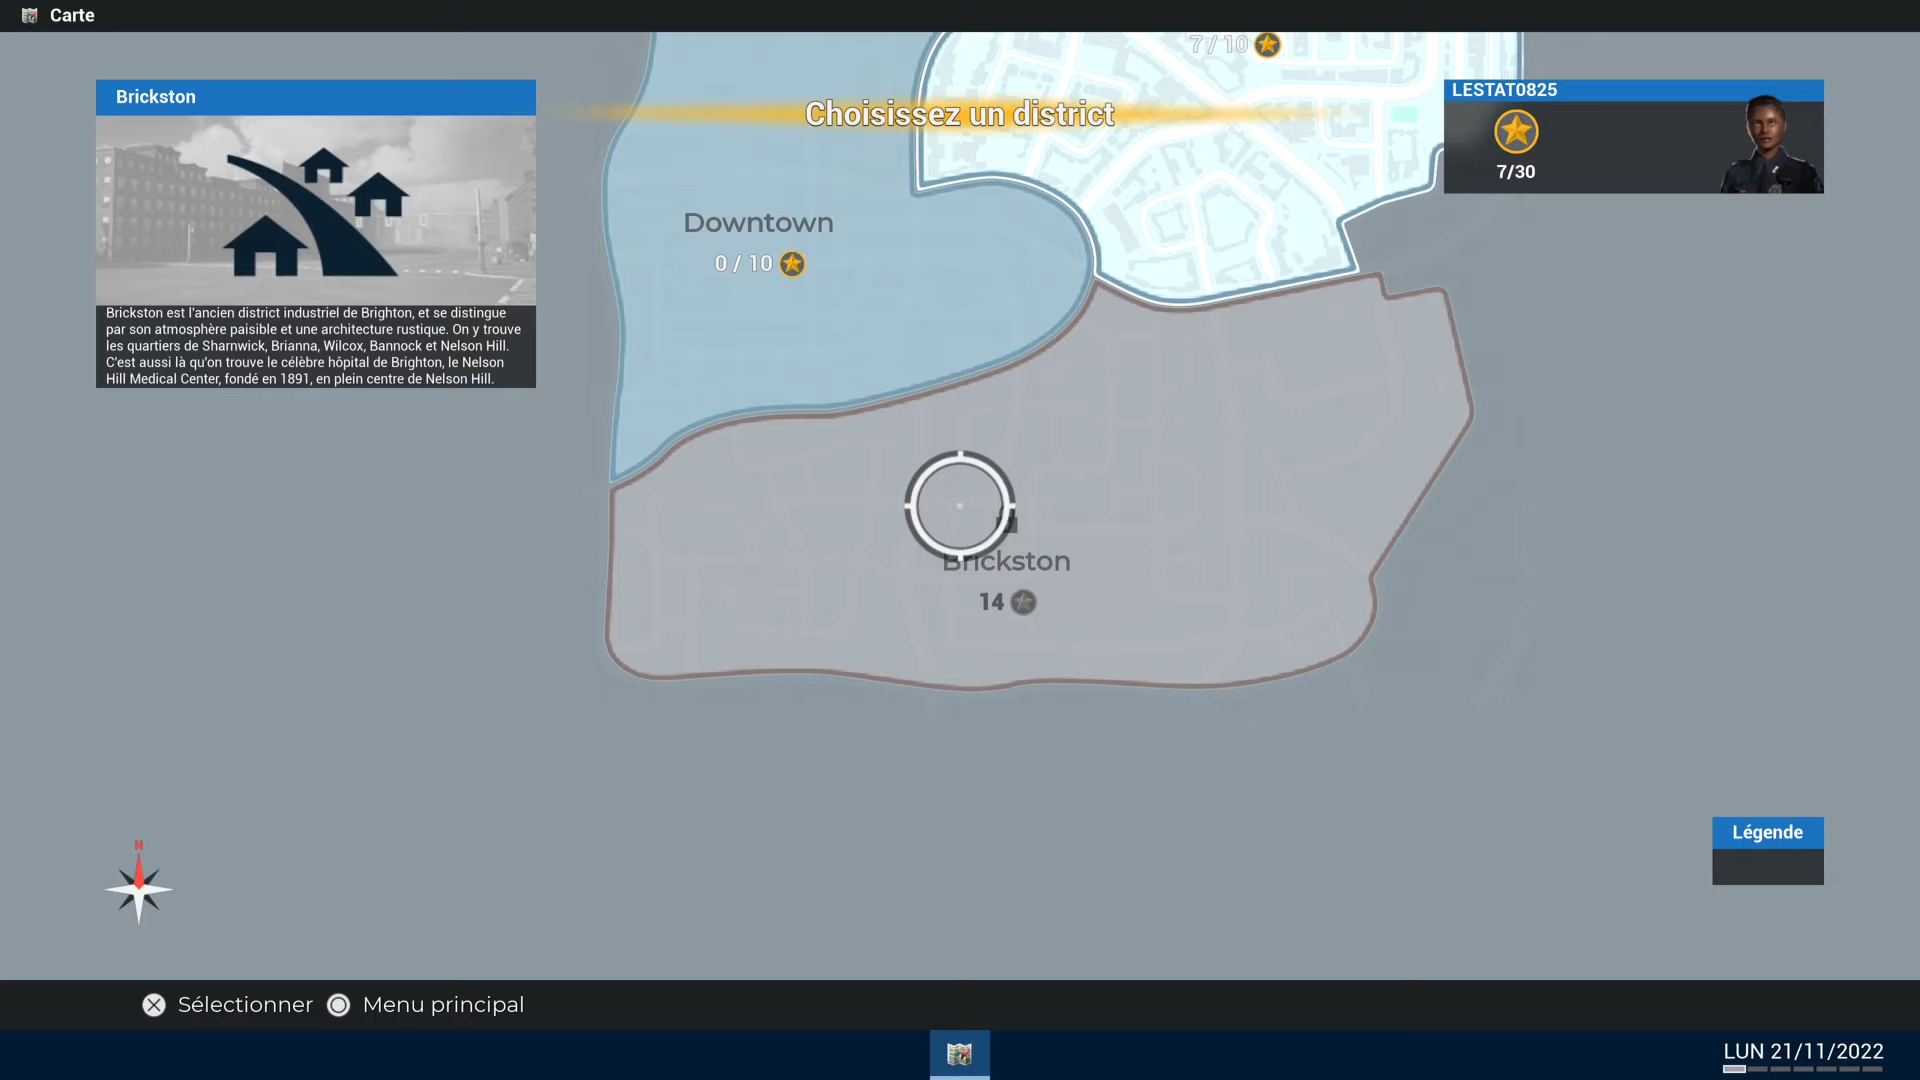 Carte
7 / 10
Brickston
Choisissez un district
LESTAT0825
7/30
Downtown
0 / 10
Brickston est l'ancien district industriel de Brighton, et se distingue
par son atmosphère paisible et une architecture rustique. On y trouve
les quartiers de Sharnwick, Brianna, Wilcox, Bannock et Nelson Hill.
C'est aussi là qu'on trouve le célèbre hôpital de Brighton, le Nelson
Hill Medical Center, fondé en 1891, en plein centre de Nelson Hill.
Brickston
14
Légende
N
Sélectionner
Menu principal
LUN 21/11/2022